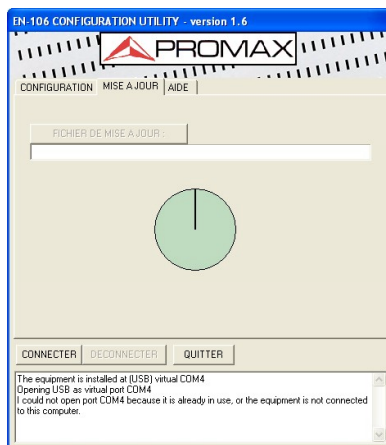 EN-106 CONFIGURATION UTILITY - version 1.6
PROMAX
CONFIGURATION MISE A JOUR AIDE
FICHIER DE MISE A JOUR :
CONNECTER DECONNECTER QUITTER
The equipment is installed at (USB) virtual COM4
Opening USB as virtual port COM4
I could not open port COM4 because it is already in use, or the equipment is not connected
to this computer.